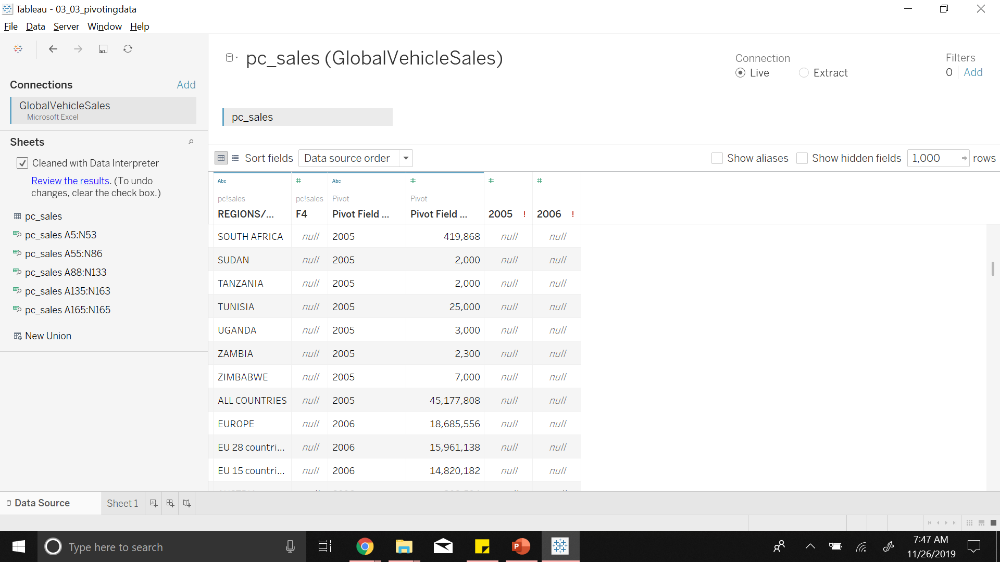 Tableau - 03_03_pivotingdata
File Data Server Window Help
pc_sales (GlobalVehicleSales)
Connection
Live Extract
Filters
0 Add
Connections Add
GlobalVehicleSales
Microsoft Excel
pc_sales
Sheets
Cleaned with Data Interpreter
Review the results. (To undo
changes, clear the check box.)
pc_sales
pc_sales A5:N53
pc_sales A55:N86
pc_sales A88:N133
pc_sales A135:N163
pc_sales A165:N165
New Union
Sort fields Data source order Show aliases Show hidden fields 1,000 rows
Abc # Abc # # #
pc!sales pc!sales Pivot Pivot
REGIONS/... F4 Pivot Field ... Pivot Field ... 2005 ! 2006 !
SOUTH AFRICA null 2005 419,868 null null
SUDAN null 2005 2,000 null null
TANZANIA null 2005 2,000 null null
TUNISIA null 2005 25,000 null null
UGANDA null 2005 3,000 null null
ZAMBIA null 2005 2,300 null null
ZIMBABWE null 2005 7,000 null null
ALL COUNTRIES null 2005 45,177,808 null null
EUROPE null 2006 18,685,556 null null
EU 28 countri... null 2006 15,961,138 null null
EU 15 countri... null 2006 14,820,182 null null
Data Source Sheet 1
Type here to search
7:47 AM
11/26/2019